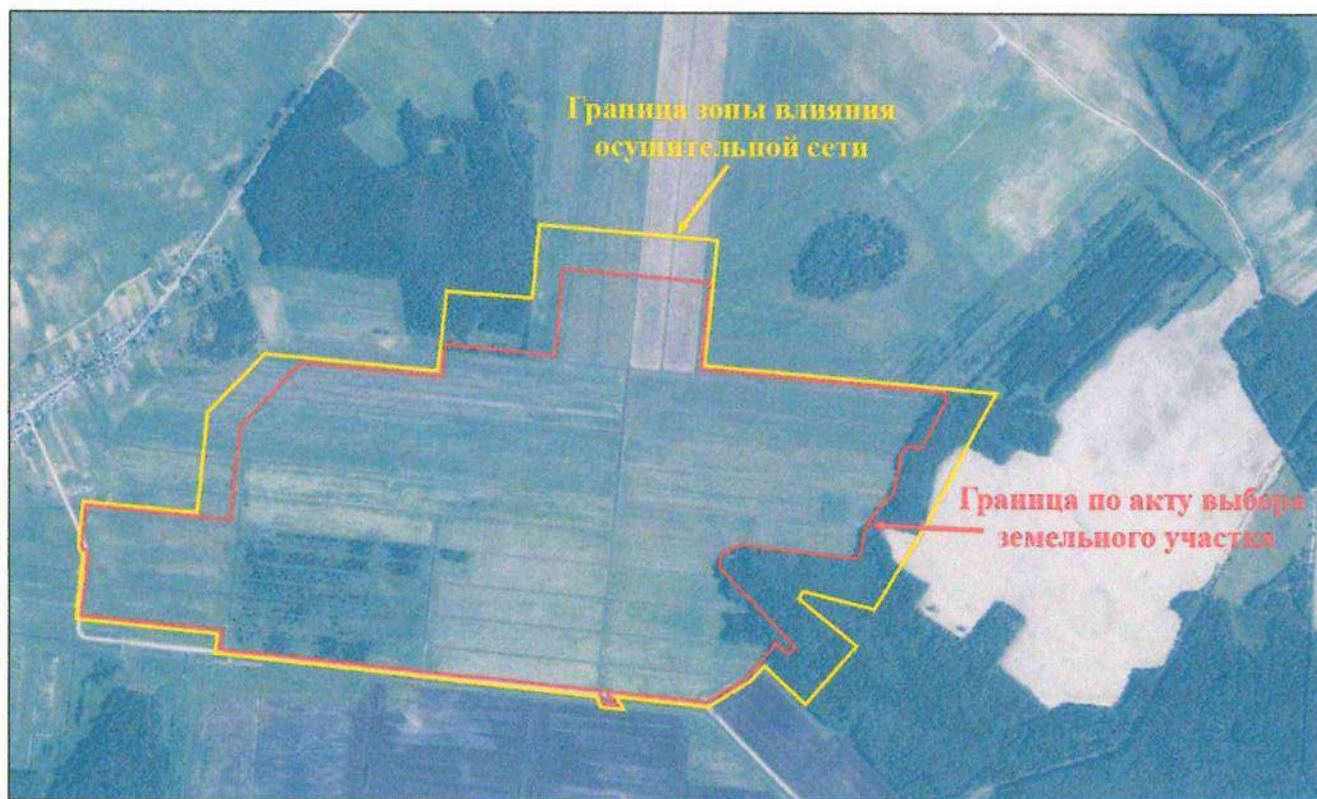 Граница зоны влияния
осушительной сети
Граница по акту выбора
земельного участка